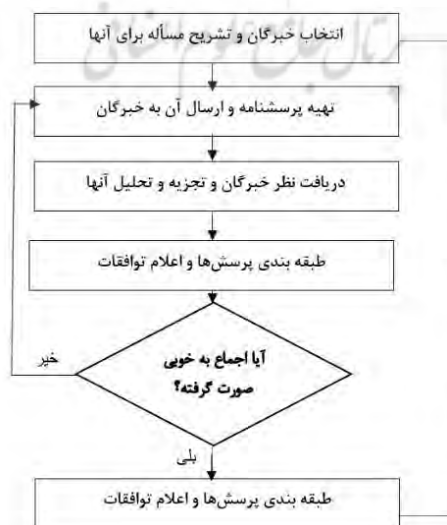 انتخاب خبرگان و تشریح مسأله برای آنها
تهیه پرسشنامه و ارسال آن به خبرگان
دریافت نظر خبرگان و تجزیه و تحلیل آنها
طبقه بندی پرسش‌ها و اعلام توافقات
آیا اجماع به خوبی
صورت گرفته؟
خیر
بلی
طبقه بندی پرسش‌ها و اعلام توافقات